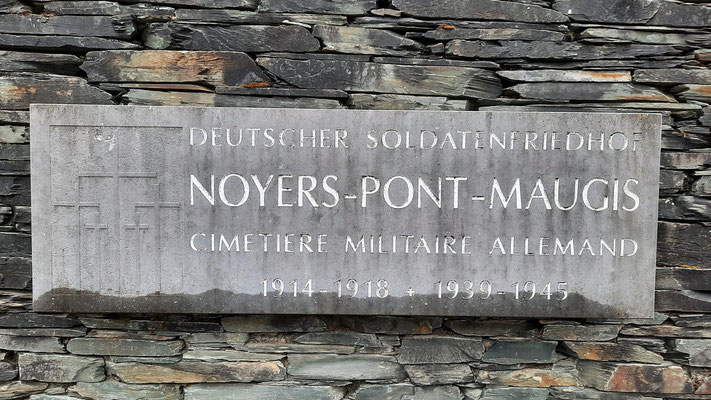 DEUTSCHER SOLDATENFRIEDHOF
NOYERS-PONT-MAUGIS
CIMETIERE MILITAIRE ALLEMAND
1914-1918 + 1939-1945